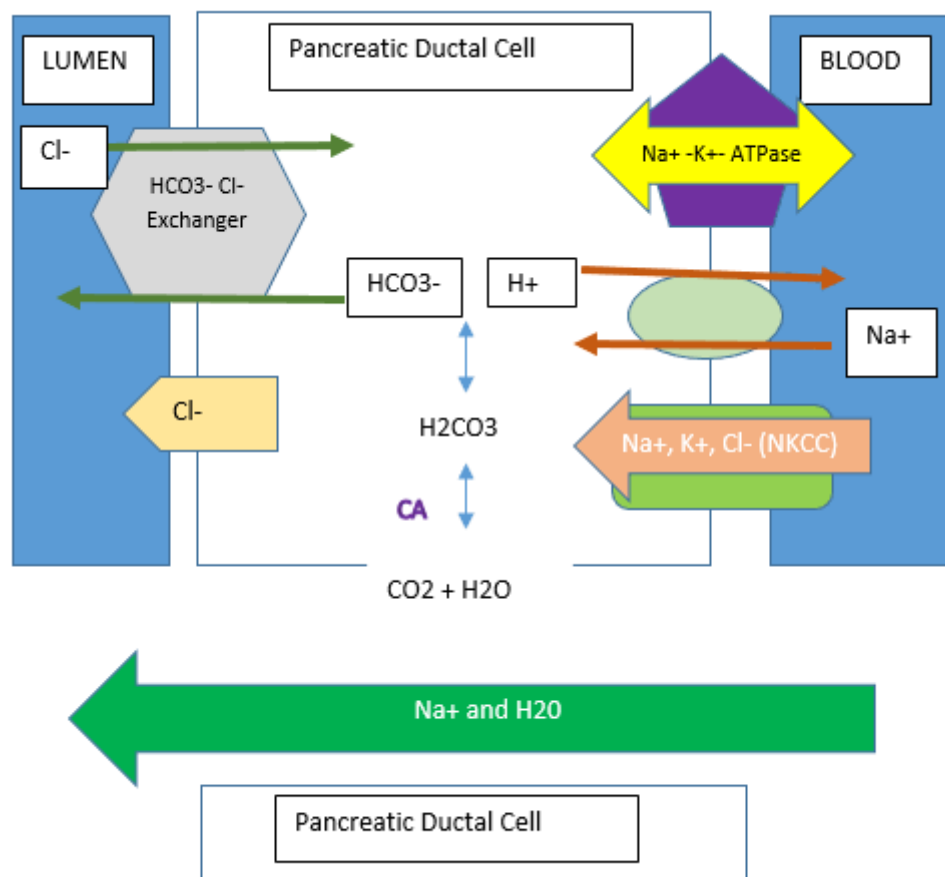 LUMEN
Pancreatic Ductal Cell
BLOOD
Cl-
HCO3- Cl-
Exchanger
Na+ -K+- ATPase
HCO3-
H+
Na+
Cl-
H2CO3
Na+, K+, Cl- (NKCC)
CA
CO2 + H2O
Na+ and H20
Pancreatic Ductal Cell